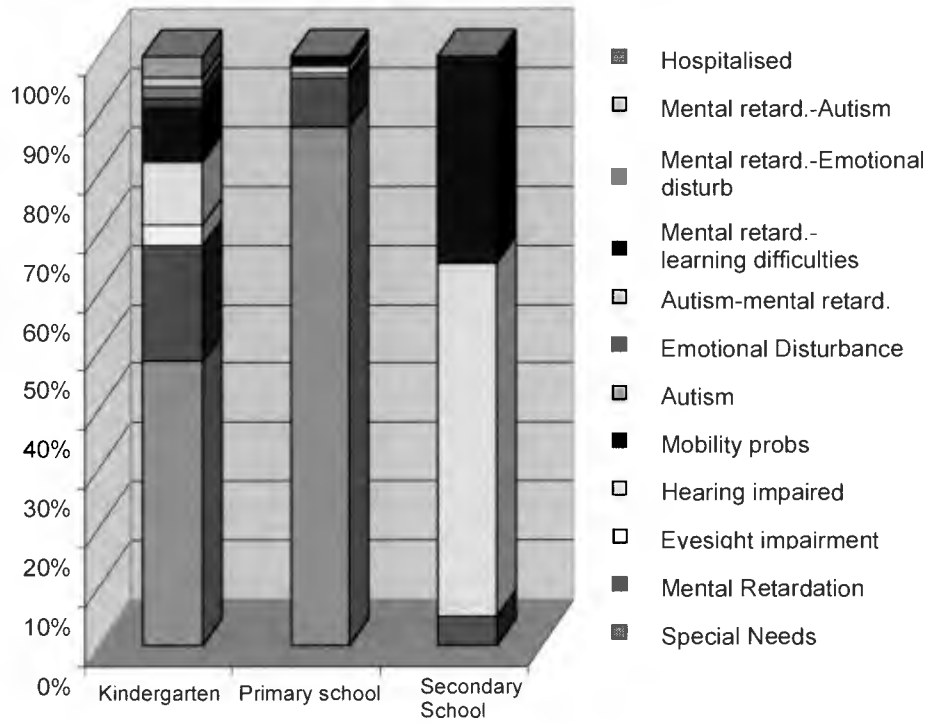 100%
90%
80%
70%
60%
50%
40%
30%
20%
10%
0%
Kindergarten
Primary school
Secondary
School
Hospitalised
Mental retard.-Autism
Mental retard.-Emotional
disturb
Mental retard.-
learning difficulties
Autism-mental retard.
Emotional Disturbance
Autism
Mobility probs
Hearing impaired
Eyesight impairment
Mental Retardation
Special Needs